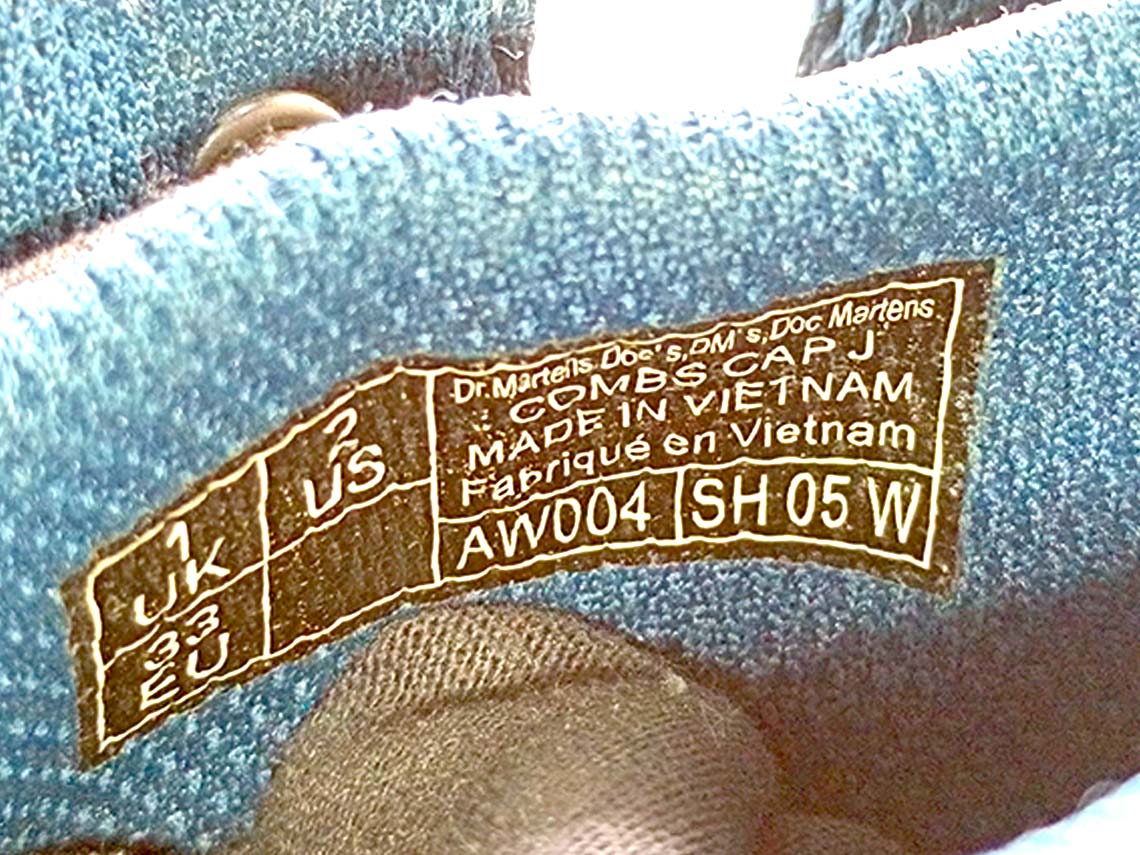 1
UK
33
EU
2
US
Dr.Martens.Doc's,DM's,Doc Martens
COMBS CAP J
MADE IN VIETNAM
Fabriqué en Vietnam
AW004
SH 05 W